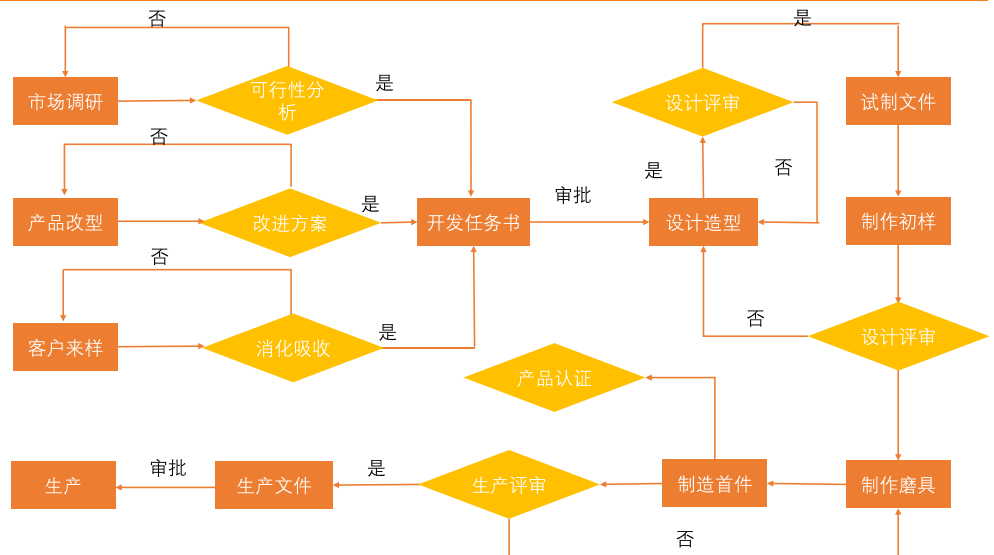 否
是
市场调研
可行性分
析
是
设计评审
试制文件
否
是
审批
是
否
产品改型
改进方案
开发任务书
设计造型
制作初样
否
客户来样
消化吸收
是
否
设计评审
产品认证
生产
审批
生产文件
是
生产评审
制造首件
制作磨具
否